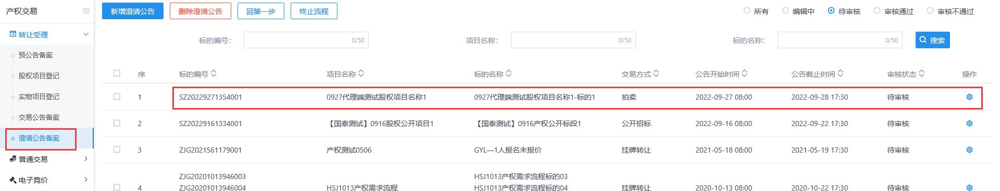 产权交易
转让受理
预公告备案
股权项目登记
实物项目登记
交易公告备案
澄清公告备案
普通交易
电子竞价
新增澄清公告 删除澄清公告 回第一步 终止流程 所有 编辑中 待审核 审核通过 审核不通过
标的编号： 0/50 项目名称： 0/50 标的名称： 0/50 搜索
序 标的编号 项目名称 标的名称 交易方式 公告开始时间 公告截止时间 审核状态 操作
1 SZ20229271354001 0927代理端测试股权项目名称1 0927代理端测试股权项目名称1-标的1 拍卖 2022-09-27 08:00 2022-09-28 17:30 待审核
2 SZ20229161334001 【国泰测试】0916股权公开项目1 【国泰测试】0916产权公开标段1 公开招标 2022-09-16 08:00 2022-09-22 17:30 待审核
3 ZJG2021561179001 产权测试0506 GYL—1人报名未报价 挂牌转让 2021-05-18 08:00 2021-05-19 17:30 待审核
ZJG20201013946003 HSJ1013产权需求流程标的03
4 ZJG20201013946004 HSJ1013产权需求流程 HSJ1013产权需求流程标的04 挂牌转让 2020-10-13 08:00 2020-10-22 17:30 待审核